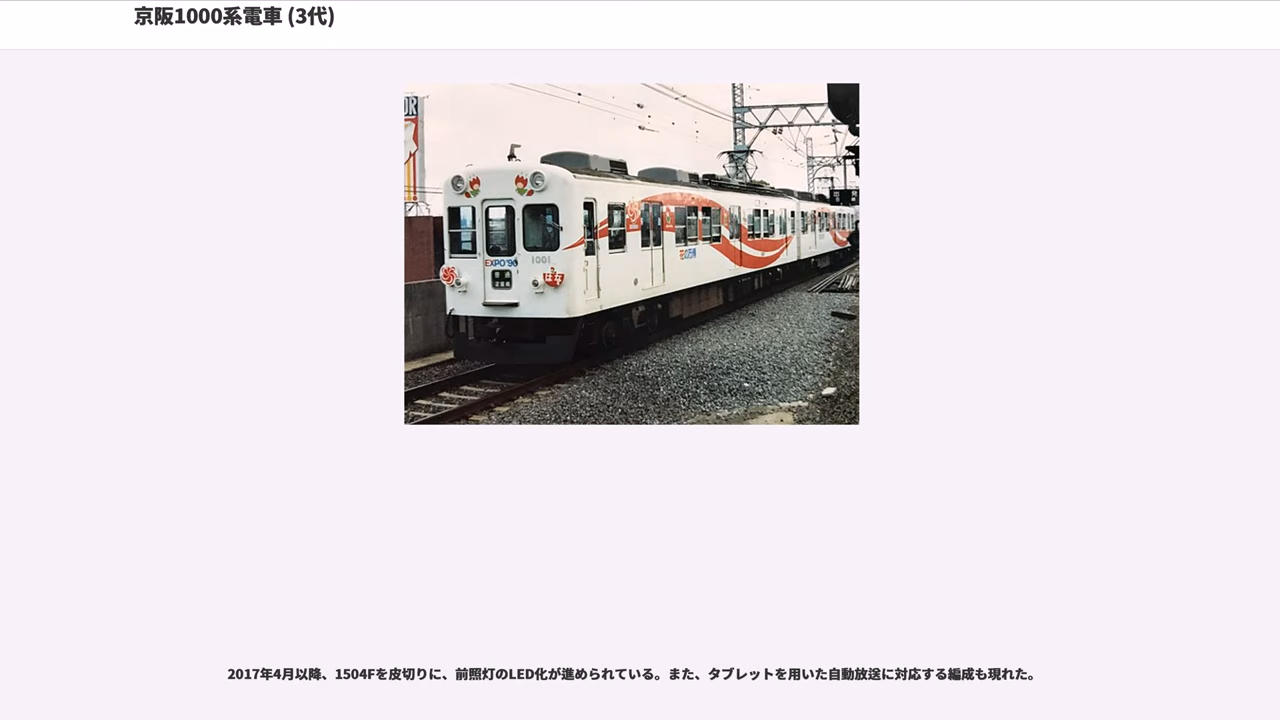 京阪1000系電車 (3代)
OR
EXPO'90
1001
2017年4月以降、1504Fを皮切りに、前照灯のLED化が進められている。また、タブレットを用いた自動放送に対応する編成も現れた。